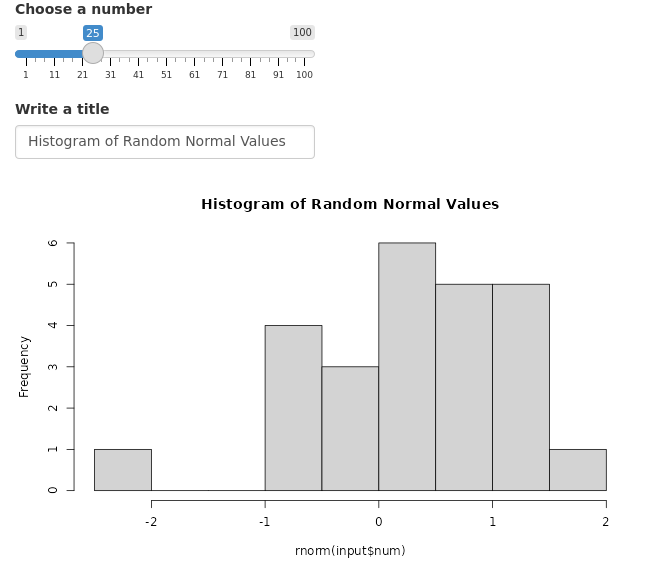 Choose a number
1 25 100
1 11 21 31 41 51 61 71 81 91 100
Write a title
Histogram of Random Normal Values
Histogram of Random Normal Values
Frequency
6
5
4
3
2
1
0
-2 -1 0 1 2
rnorm(input$num)